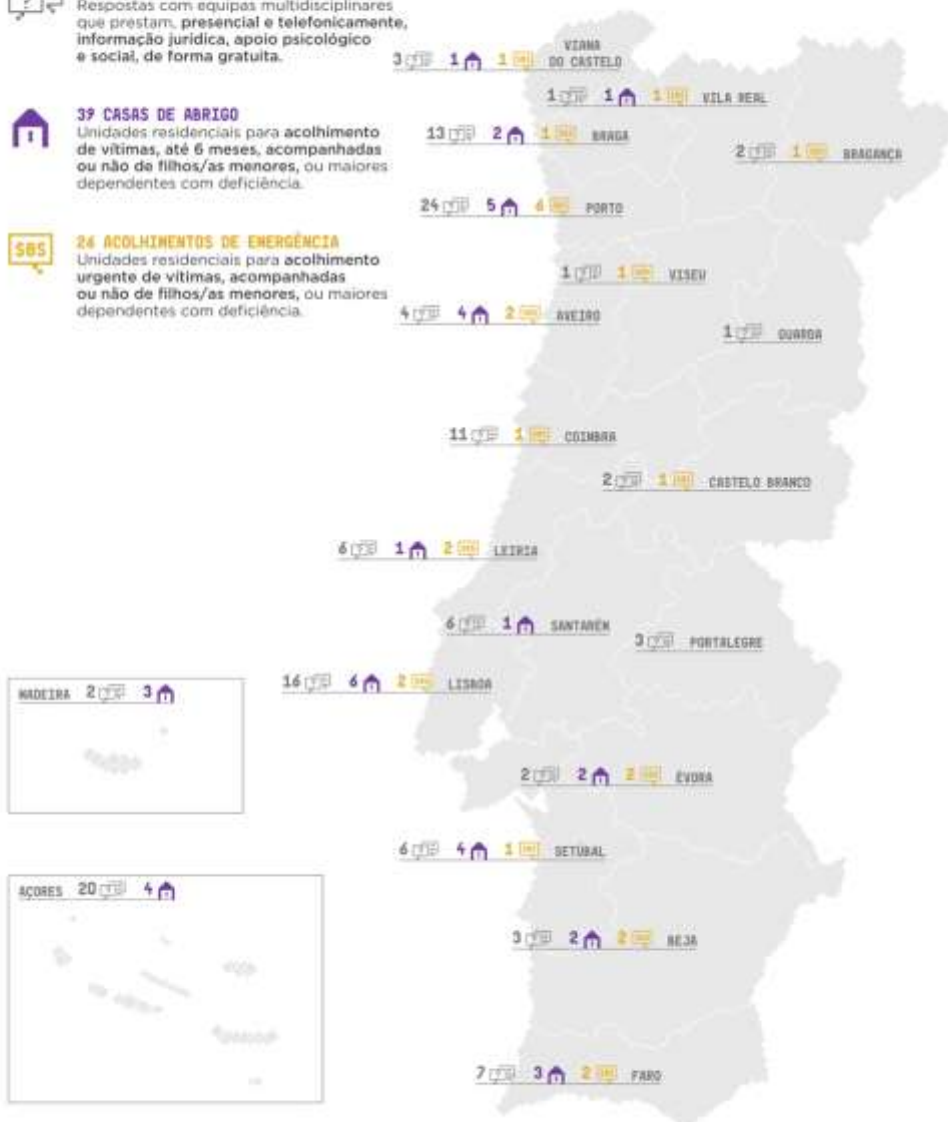 Respostas com equipas multidisciplinares
que prestam, presencial e telefonicamente,
informação jurídica, apoio psicológico
e social, de forma gratuita.
39 CASAS DE ABRIGO
Unidades residenciais para acolhimento
de vítimas, até 6 meses, acompanhadas
ou não de filhos/as menores, ou maiores
dependentes com deficiência.
SOS
26 ACOLHIMENTOS DE EMERGÊNCIA
Unidades residenciais para acolhimento
urgente de vítimas, acompanhadas
ou não de filhos/as menores, ou maiores
dependentes com deficiência.
3 1 1 VIANA
DO CASTELO
1 1 1 VILA REAL
13 2 1 BRAGA
2 1 BRAGANÇA
24 5 6 PORTO
1 1 VISEU
4 4 2 AVEIRO
1 GUARDA
11 1 COIMBRA
2 1 CASTELO BRANCO
6 1 2 LEIRIA
6 1 SANTARÉM
3 PORTALEGRE
16 6 2 LISBOA
MADEIRA 2 3
2 2 2 ÉVORA
6 4 1 SETÚBAL
AÇORES 20 4
3 2 2 BEJA
7 3 2 FARO